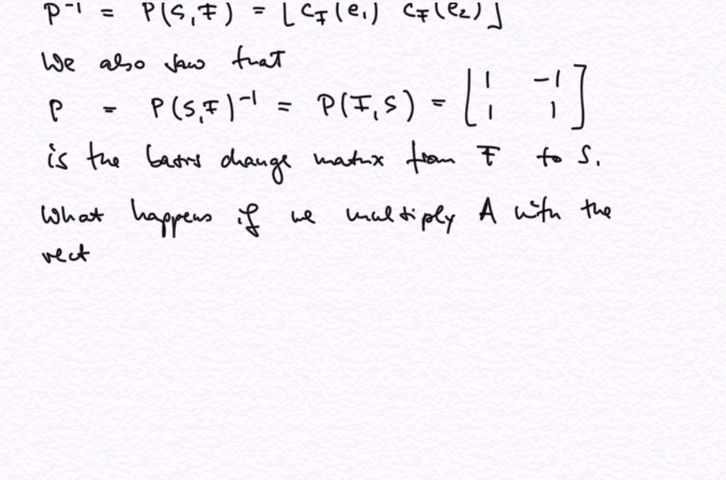 P⁻¹ = P(S,F) = [C_F(e₁) C_F(e₂)]
We also saw that
P = P(S,F)⁻¹ = P(F,S) = [1 -1; 1 1]
is the basis change matrix from F to S.
What happens if we multiply A with the
vect